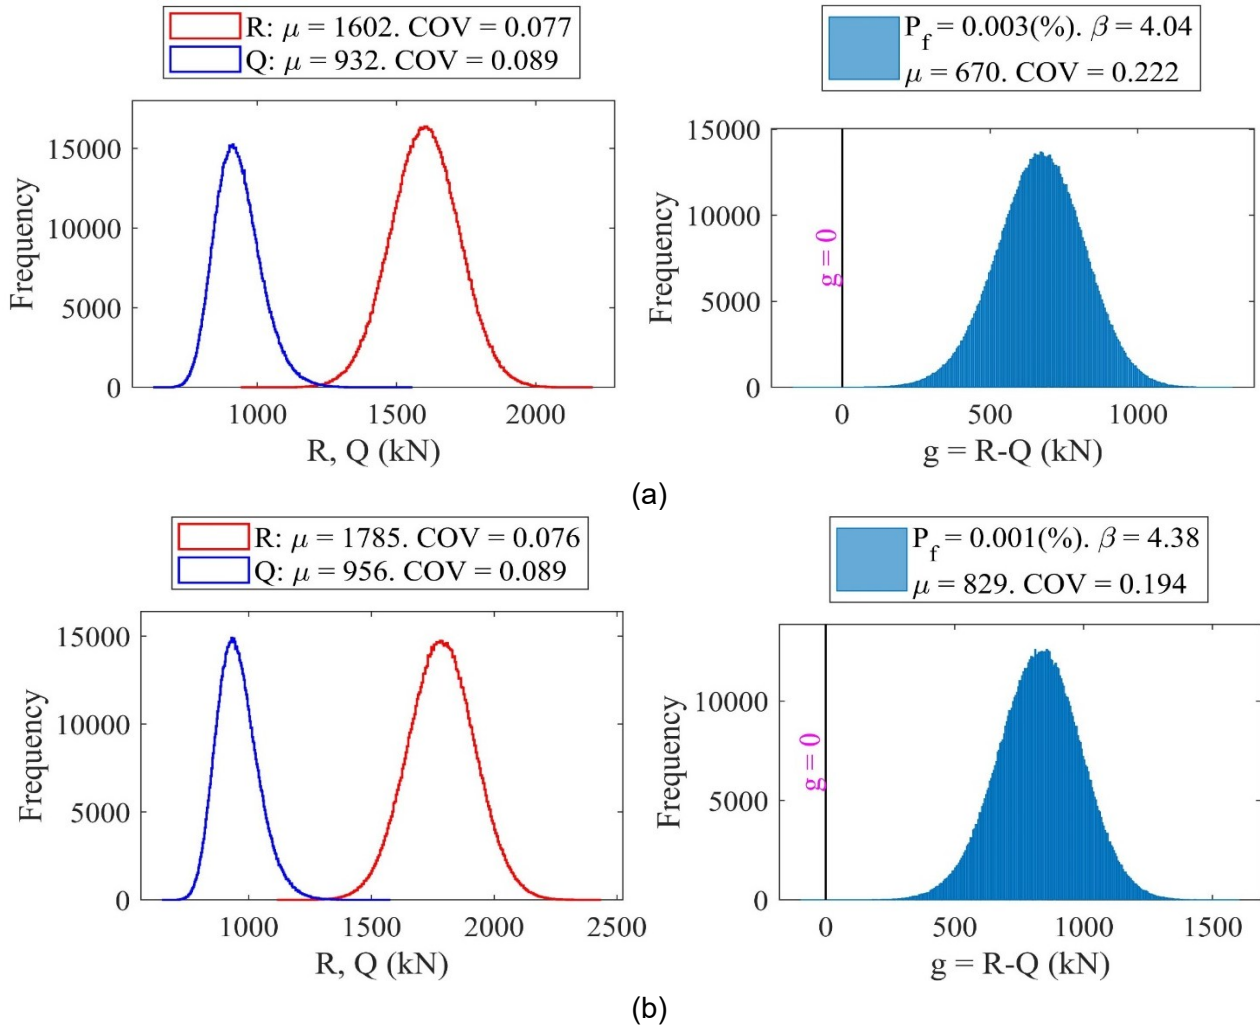 R: μ = 1602. COV = 0.077
Q: μ = 932. COV = 0.089
15000
10000
5000
0
Frequency
1000
1500
2000
R, Q (kN)
P_f = 0.003(%). β = 4.04
μ = 670. COV = 0.222
15000
10000
5000
0
Frequency
g = 0
0
500
1000
g = R-Q (kN)
(a)
R: μ = 1785. COV = 0.076
Q: μ = 956. COV = 0.089
15000
10000
5000
0
Frequency
1000
1500
2000
2500
R, Q (kN)
P_f = 0.001(%). β = 4.38
μ = 829. COV = 0.194
10000
5000
0
Frequency
g = 0
0
500
1000
1500
g = R-Q (kN)
(b)